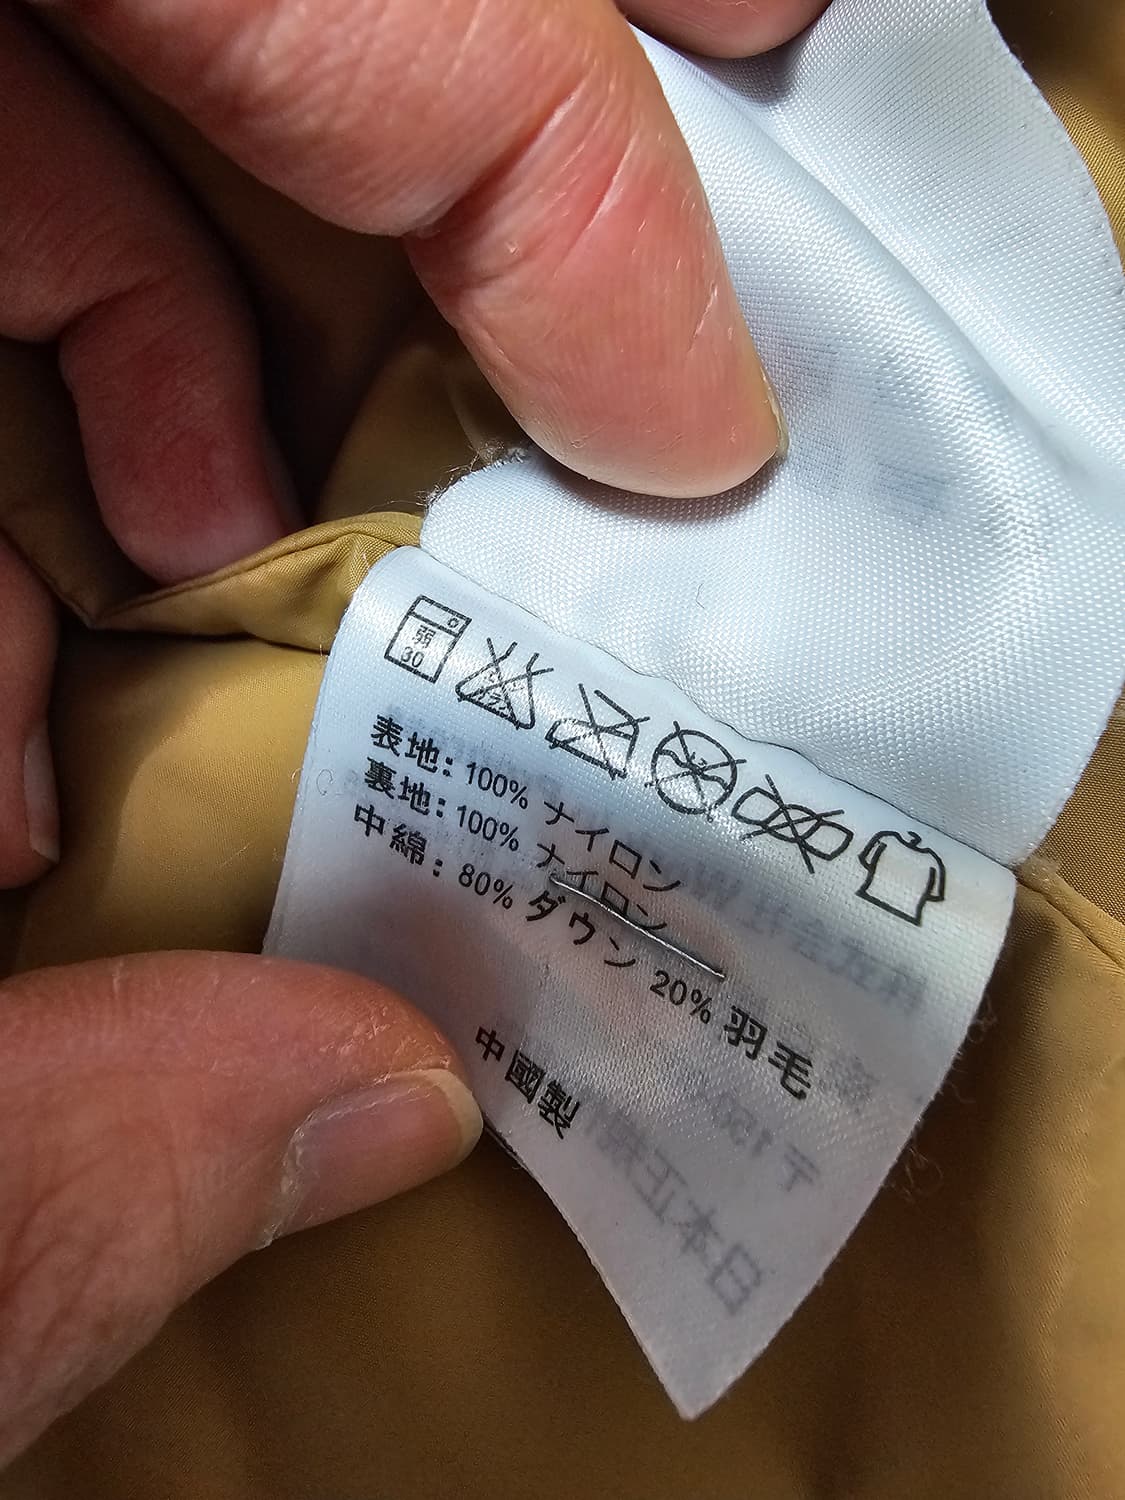 弱
30
表地: 100% ナイロン
裏地: 100% ナイロン
中綿: 80% ダウン 20% 羽毛
中國製